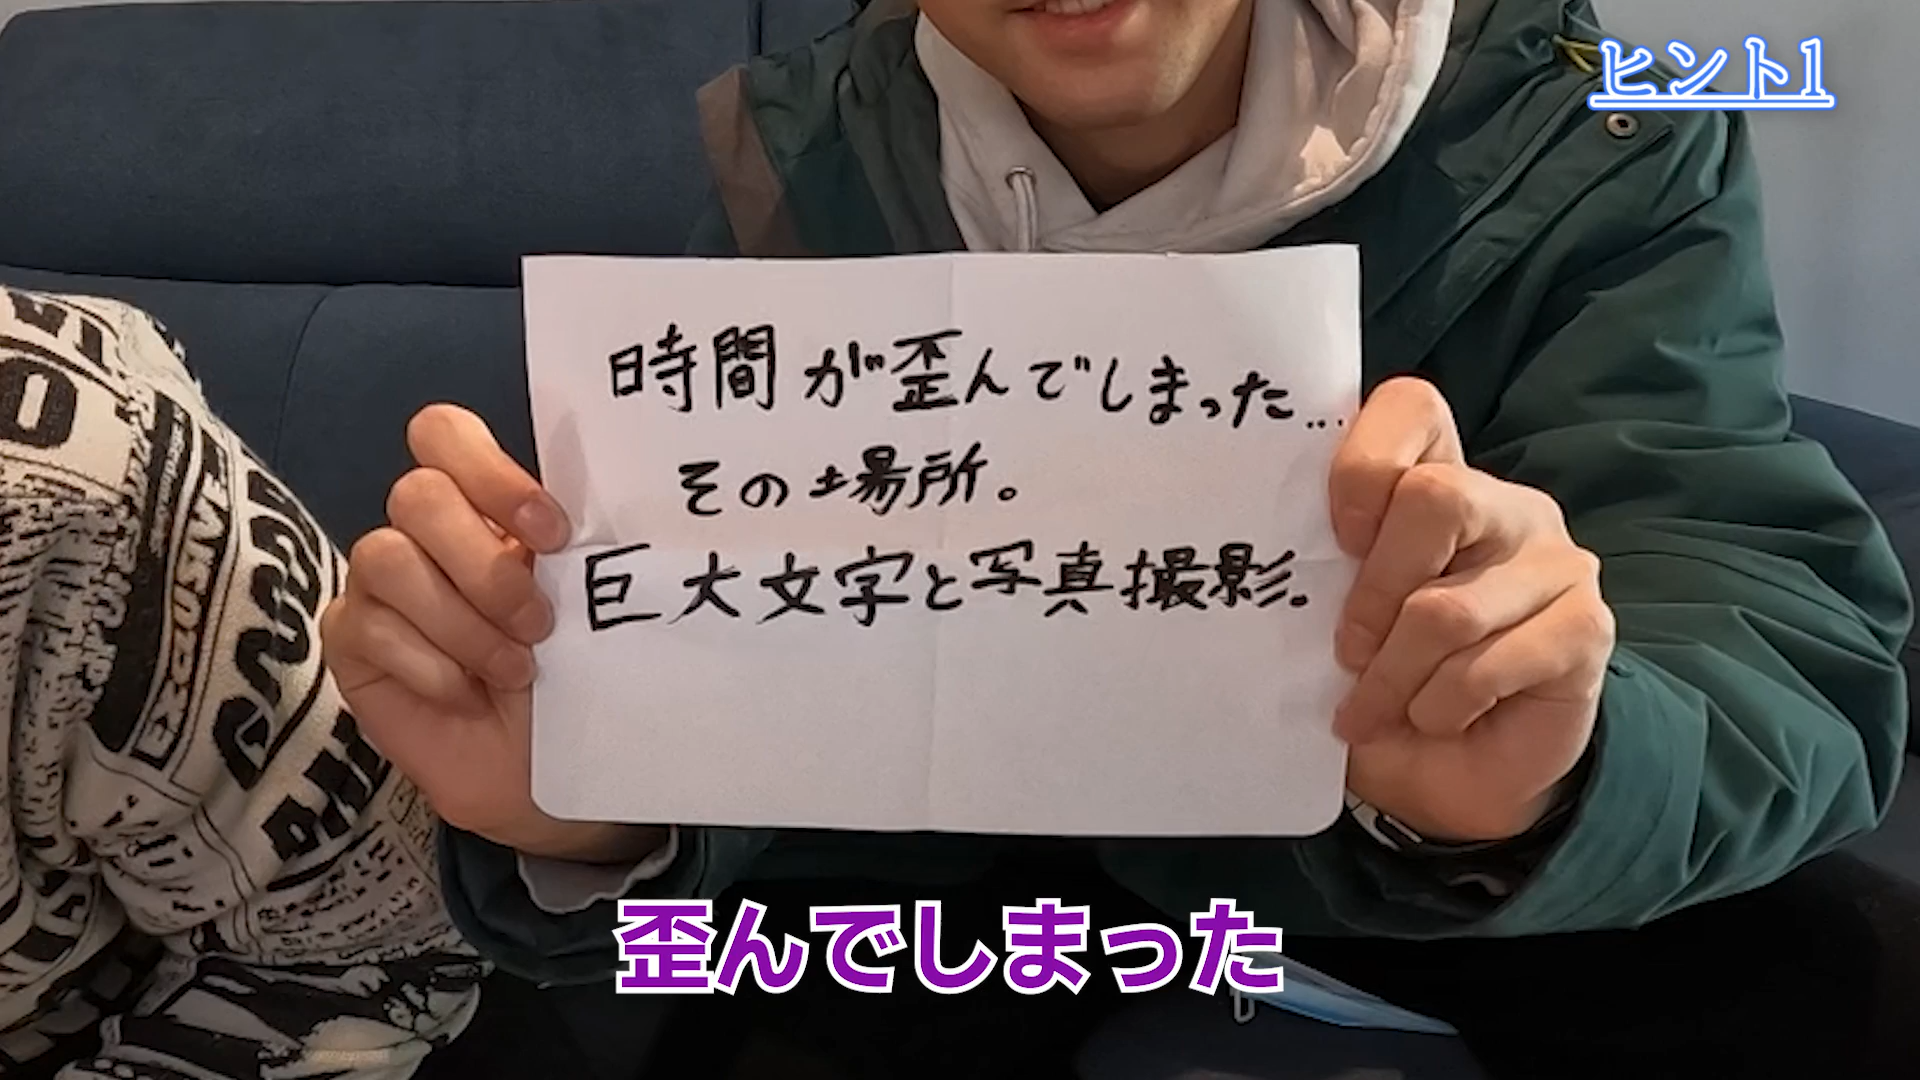 ヒント1
時間が歪んでしまった...
その場所。
巨大文字と写真撮影。
歪んでしまった